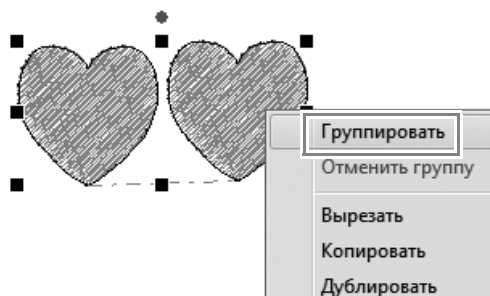 Группировать
Отменить группу
Вырезать
Копировать
Дублировать